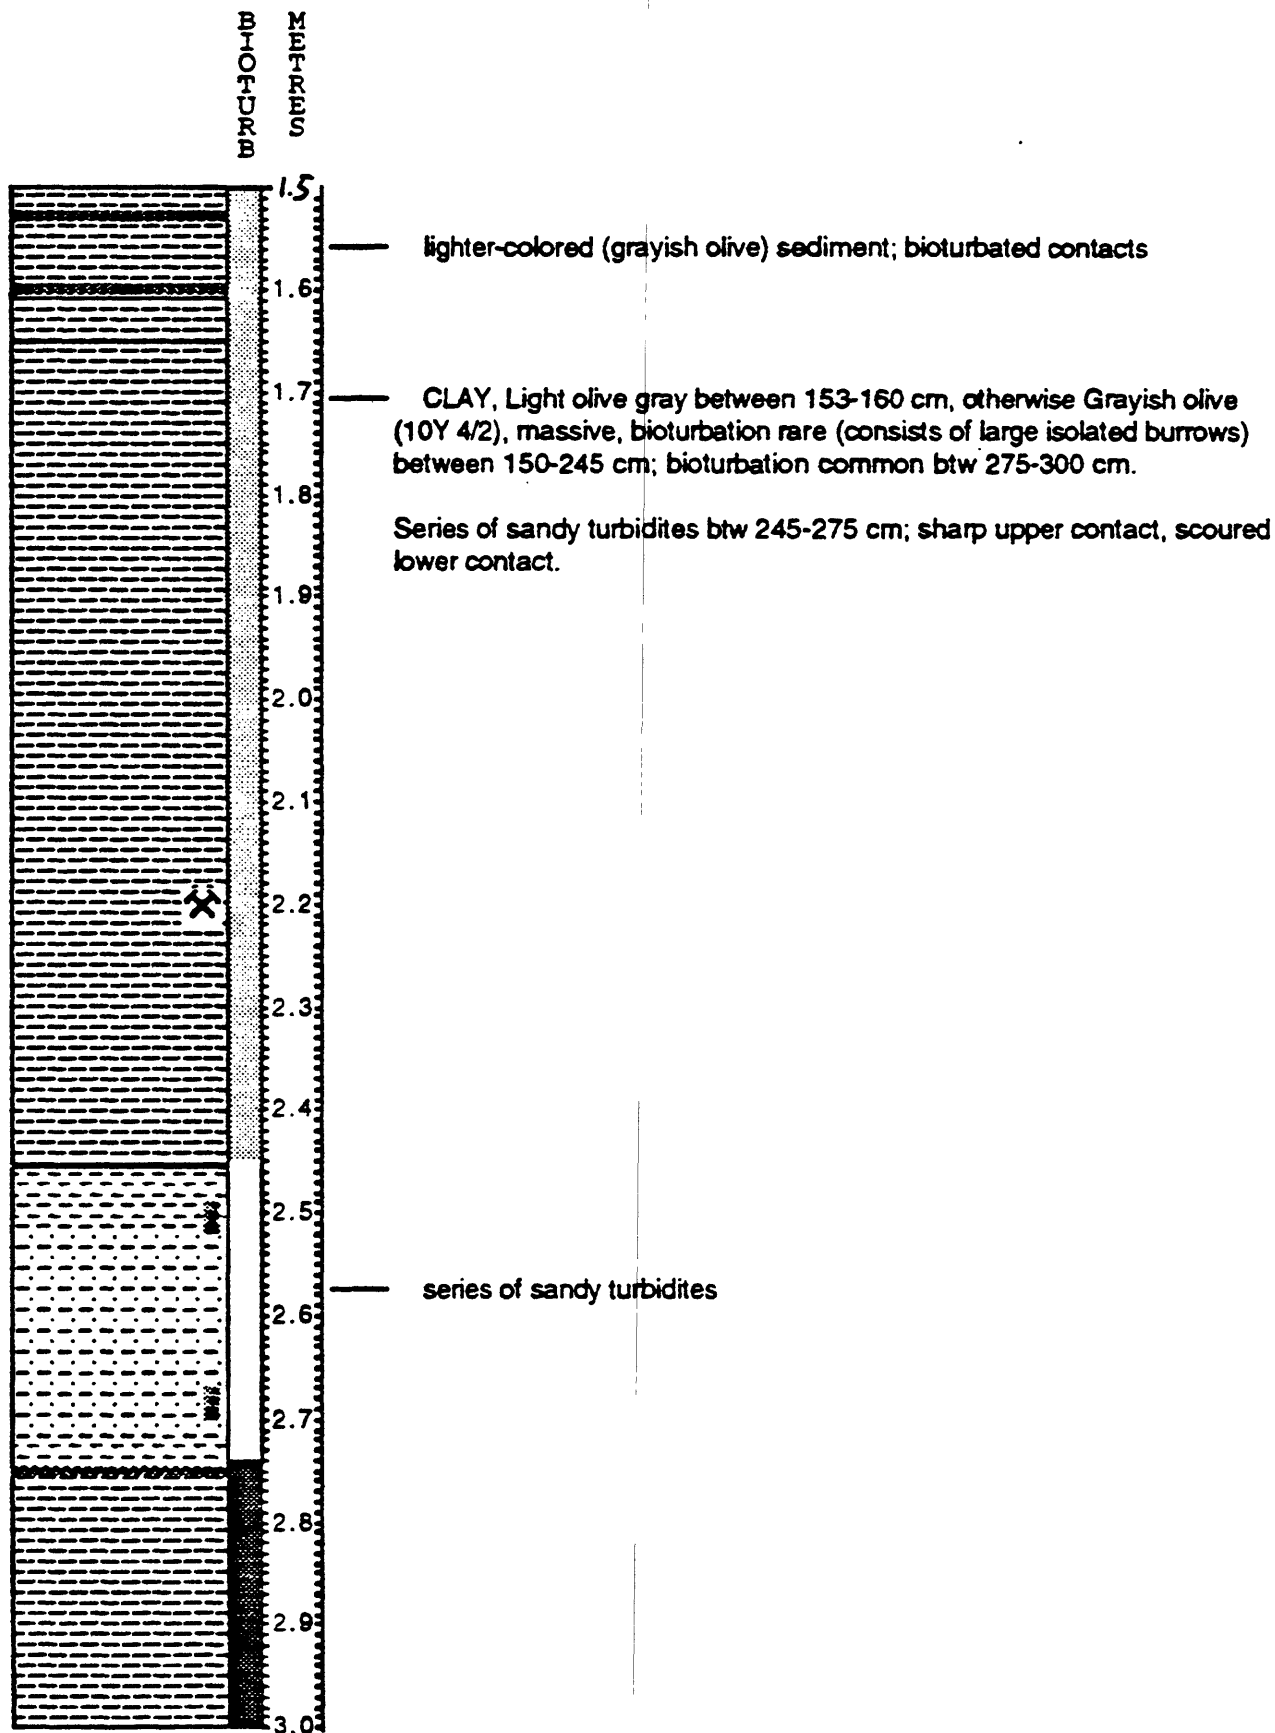 BIOTURB
METRES
1.5
lighter-colored (grayish olive) sediment; bioturbated contacts
1.6
1.7
CLAY, Light olive gray between 153-160 cm, otherwise Grayish olive
(10Y 4/2), massive, bioturbation rare (consists of large isolated burrows)
between 150-245 cm; bioturbation common btw 275-300 cm.
1.8
Series of sandy turbidites btw 245-275 cm; sharp upper contact, scoured
lower contact.
1.9
2.0
2.1
2.2
2.3
2.4
2.5
series of sandy turbidites
2.6
2.7
2.8
2.9
3.0